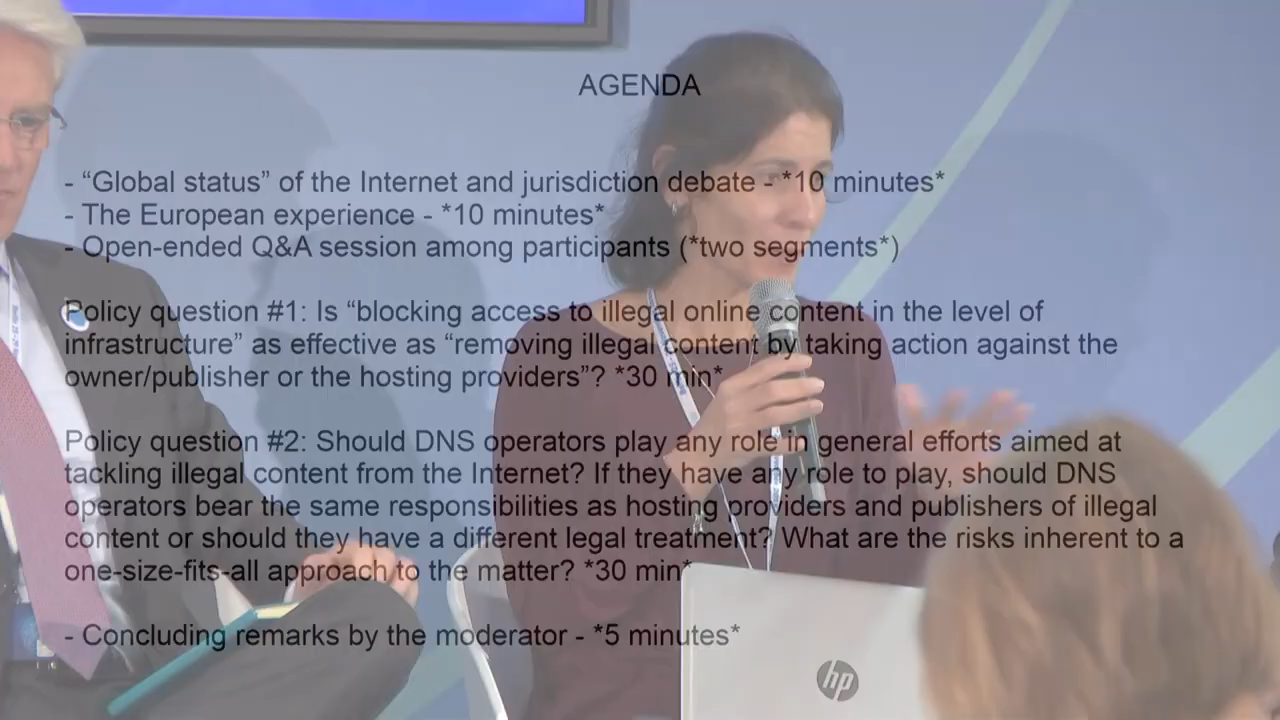 AGENDA
- “Global status” of the Internet and jurisdiction debate - *10 minutes*
- The European experience - *10 minutes*
- Open-ended Q&A session among participants (*two segments*)
Policy question #1: Is “blocking access to illegal online content in the level of
infrastructure” as effective as “removing illegal content by taking action against the
owner/publisher or the hosting providers”? *30 min*
Policy question #2: Should DNS operators play any role in general efforts aimed at
tackling illegal content from the Internet? If they have any role to play, should DNS
operators bear the same responsibilities as hosting providers and publishers of illegal
content or should they have a different legal treatment? What are the risks inherent to a
one-size-fits-all approach to the matter? *30 min*
- Concluding remarks by the moderator - *5 minutes*
hp